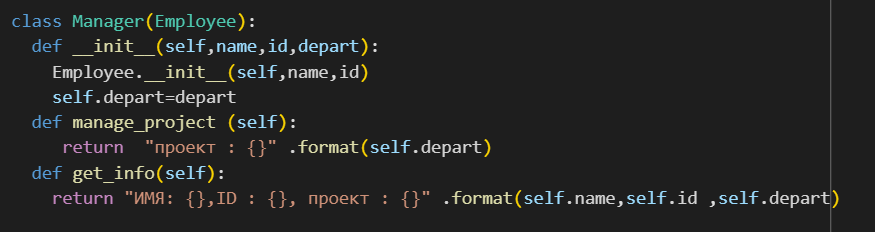 class Manager(Employee):
  def __init__(self,name,id,depart):
    Employee.__init__(self,name,id)
    self.depart=depart
  def manage_project (self):
     return  "проект : {}" .format(self.depart)
  def get_info(self):
    return "ИМЯ: {},ID : {}, проект : {}" .format(self.name,self.id ,self.depart)